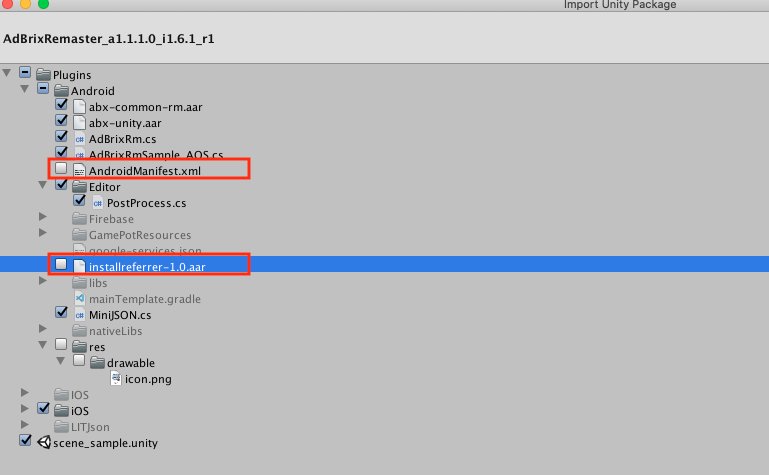 Import Unity Package
AdBrixRemaster_a1.1.1.0_i1.6.1_r1
Plugins
Android
abx-common-rm.aar
abx-unity.aar
AdBrixRm.cs
AdBrixRmSample_AOS.cs
AndroidManifest.xml
Editor
PostProcess.cs
Firebase
GamePotResources
google-services.json
installreferrer-1.0.aar
libs
mainTemplate.gradle
MiniJSON.cs
nativeLibs
res
drawable
icon.png
IOS
iOS
LITJson
scene_sample.unity